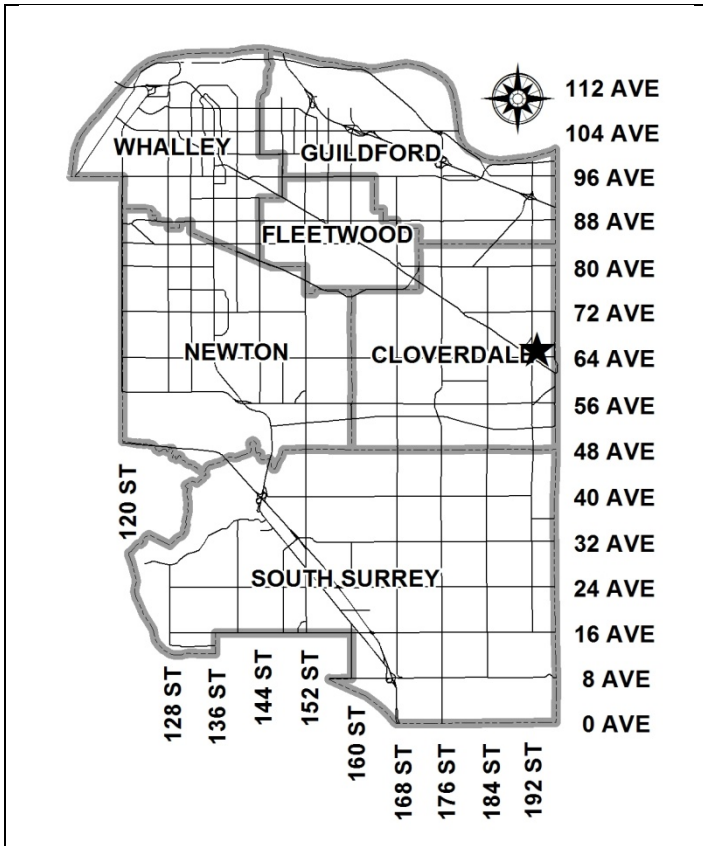 112 AVE
104 AVE
WHALLEY
GUILDFORD
96 AVE
88 AVE
FLEETWOOD
80 AVE
72 AVE
NEWTON
CLOVERDALE
64 AVE
56 AVE
48 AVE
120 ST
40 AVE
32 AVE
SOUTH SURREY
24 AVE
16 AVE
128 ST
136 ST
144 ST
152 ST
160 ST
8 AVE
0 AVE
168 ST
176 ST
184 ST
192 ST